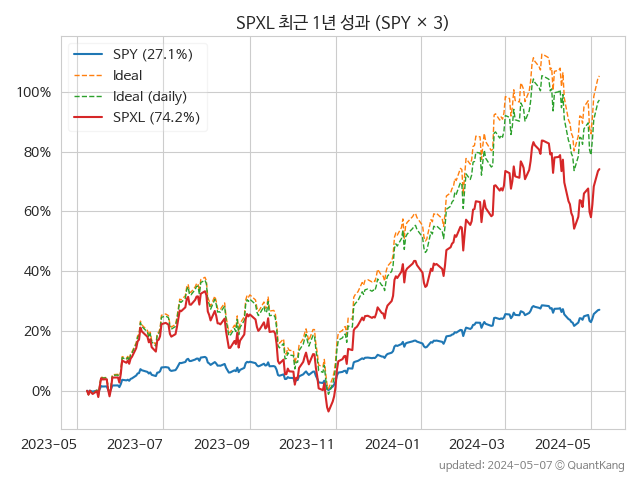 SPXL 최근 1년 성과 (SPY × 3)
SPY (27.1%)
Ideal
Ideal (daily)
SPXL (74.2%)
100%
80%
60%
40%
20%
0%
2023-05 2023-07 2023-09 2023-11 2024-01 2024-03 2024-05
updated: 2024-05-07 © QuantKang